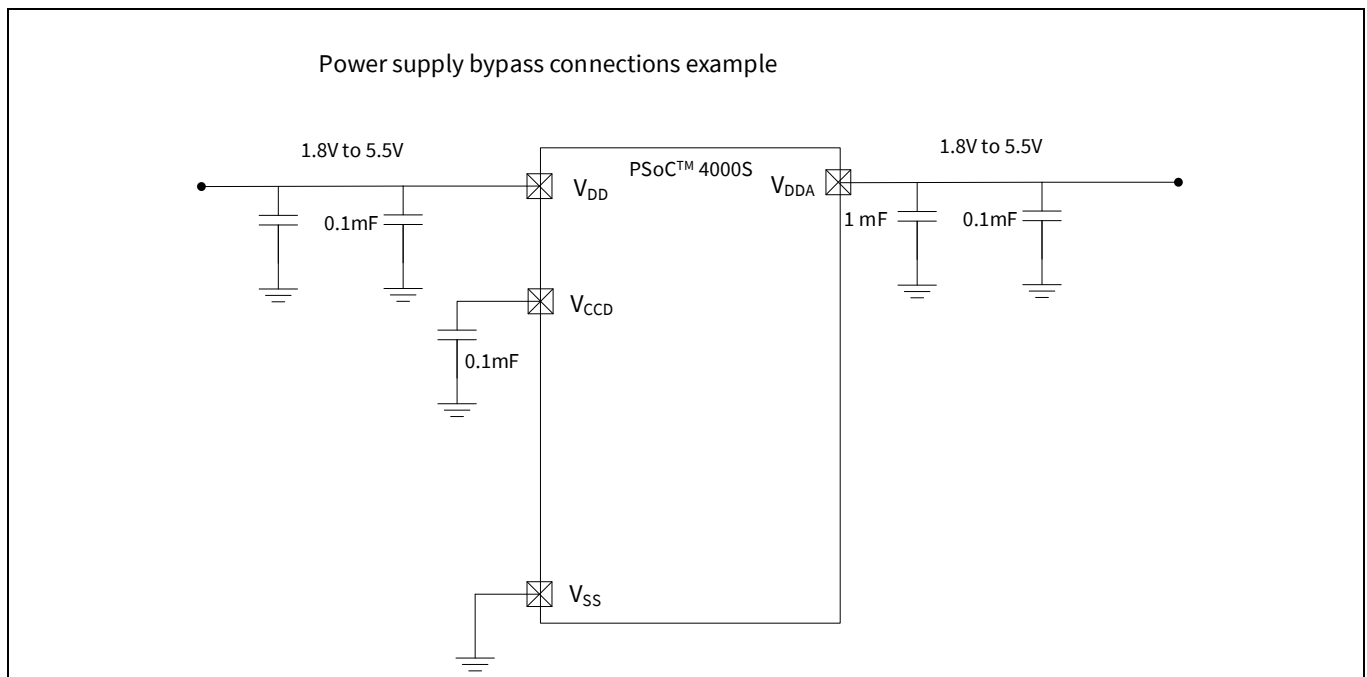 Power supply bypass connections example
1.8V to 5.5V
1.8V to 5.5V
PSoC™ 4000S
VDD
VDDA
0.1mF
1 mF
0.1mF
VCCD
0.1mF
VSS